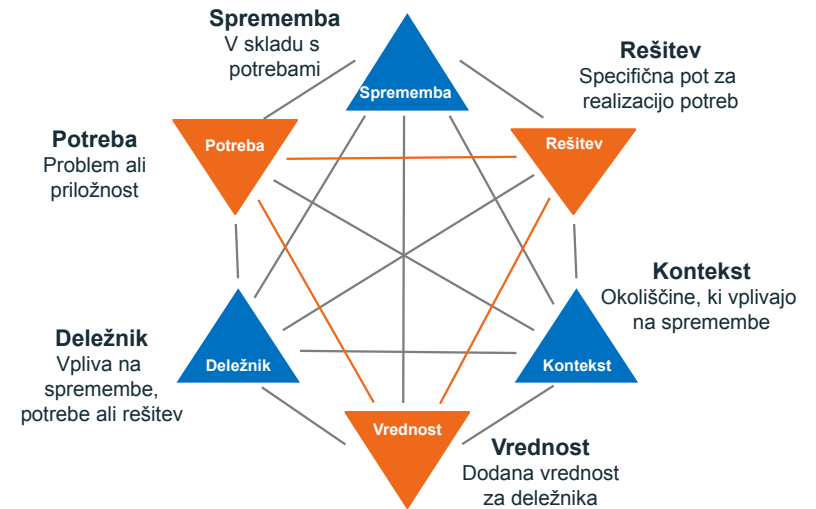 Sprememba
V skladu s
potrebami
Sprememba
Rešitev
Specifična pot za
realizacijo potreb
Potreba
Problem ali
priložnost
Potreba
Rešitev
Kontekst
Okoliščine, ki vplivajo
na spremembe
Deležnik
Vpliva na
spremembe,
potrebe ali rešitev
Deležnik
Kontekst
Vrednost
Vrednost
Dodana vrednost
za deležnika